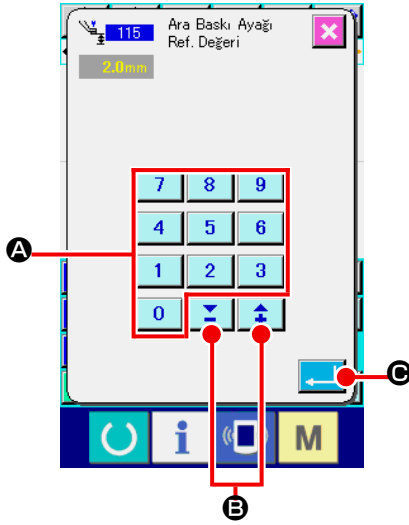 115 Ara Baskı Ayağı
Ref. Değeri
2.0mm
7 8 9
4 5 6
A
1 2 3
0
C
i M
B